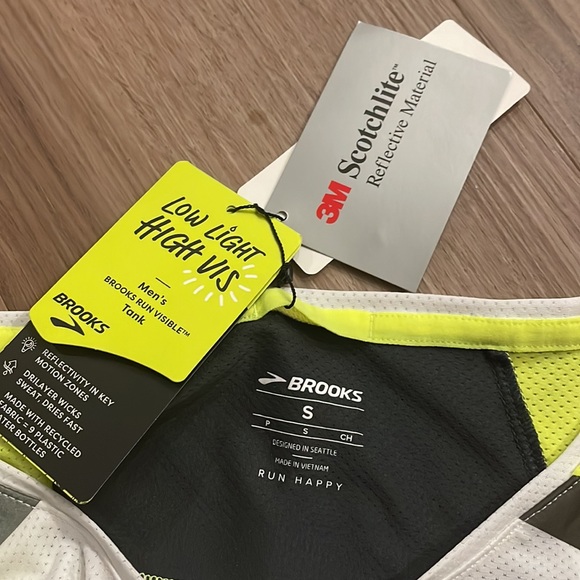 3M Scotchlite™
Reflective Material
LOW LIGHT
HIGH VIS
Men's
BROOKS RUN VISIBLE™
Tank
BROOKS
REFLECTIVITY IN KEY
MOTION ZONES
DRILAYER WICKS
SWEAT, DRIES FAST
MADE WITH RECYCLED
FABRIC = 9 PLASTIC
WATER BOTTLES
BROOKS
S
P S CH
DESIGNED IN SEATTLE
MADE IN VIETNAM
RUN HAPPY